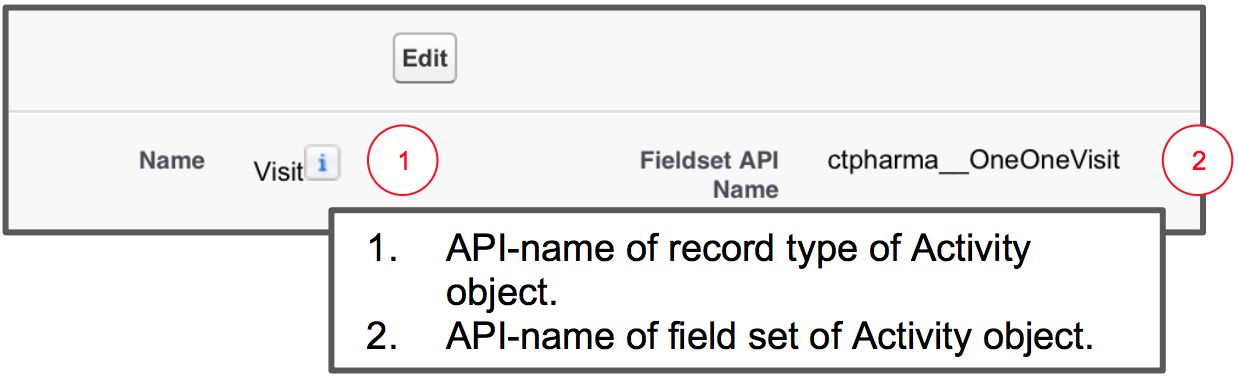 Edit
Name Visit i 1 Fieldset API ctpharma__OneOneVisit 2
Name
1. API-name of record type of Activity
object.
2. API-name of field set of Activity object.